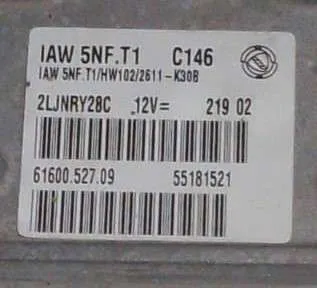 IAW 5NF.T1 C146
IAW 5NF.T1/HW102/2611-K30B
2LJNRY28C 12V= 219 02
61600.527.09 55181521